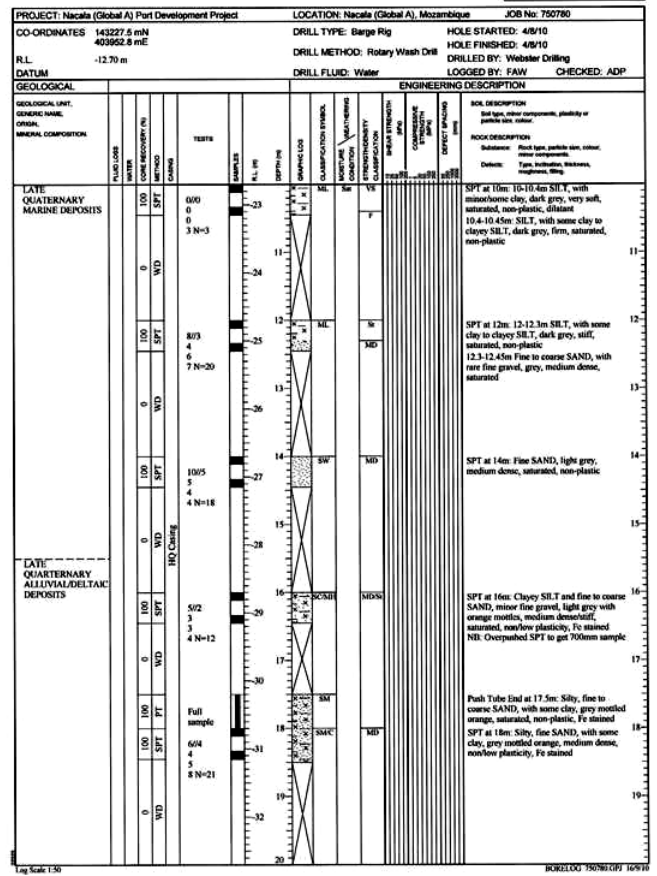 PROJECT: Nacala (Global A) Port Development Project
LOCATION: Nacala (Global A), Mozambique
JOB No: 750780
CO-ORDINATES 143227.5 mN
403952.8 mE
R.L. -12.70 m
DATUM
DRILL TYPE: Barge Rig
DRILL METHOD: Rotary Wash Drill
DRILL FLUID: Water
HOLE STARTED: 4/8/10
HOLE FINISHED: 4/8/10
DRILLED BY: Webster Drilling
LOGGED BY: FAW CHECKED: ADP
GEOLOGICAL
ENGINEERING DESCRIPTION
GEOLOGICAL UNIT,
GENERIC NAME,
ORIGIN,
MINERAL COMPOSITION.
FLUID LOSS
WATER
CORE RECOVERY (%)
METHOD
CASING
TESTS
SAMPLES
R.L. (m)
DEPTH (m)
GRAPHIC LOG
CLASSIFICATION SYMBOL
MOISTURE WEATHERING
CONDITION
STRENGTH/DENSITY
CLASSIFICATION
SHEAR STRENGTH
(kPa)
COMPRESSIVE
STRENGTH
(MPa)
DEFECT SPACING
(mm)
SOIL DESCRIPTION
Soil type, minor components, plasticity or
particle size, colour.
ROCK DESCRIPTION
Substance: Rock type, particle size, colour,
minor components.
Defects: Type, inclination, thickness,
roughness, filling.
LATE
QUATERNARY
MARINE DEPOSITS
100 SPT
0//0
0
0
3 N=3
-23
ML Sat VS
F
SPT at 10m: 10-10.4m SILT, with
minor/some clay, dark grey, very soft,
saturated, non-plastic, dilatant
10.4-10.45m: SILT, with some clay to
clayey SILT, dark grey, firm, saturated,
non-plastic
11
11
0 WD
-24
12
12
100 SPT
8//3
4
6
7 N=20
-25
ML St
MD
SPT at 12m: 12-12.3m SILT, with some
clay to clayey SILT, dark grey, stiff,
saturated, non-plastic
12.3-12.45m Fine to coarse SAND, with
rare fine gravel, grey, medium dense,
saturated
13
13
0 WD
-26
14
14
100 SPT
10//5
5
4
4 N=18
-27
SW MD
SPT at 14m: Fine SAND, light grey,
medium dense, saturated, non-plastic
15
15
0 WD
HQ Casing
-28
LATE
QUARTERNARY
ALLUVIAL/DELTAIC
DEPOSITS
16
16
100 SPT
5//2
3
3
4 N=12
-29
SC/MH MD/St
SPT at 16m: Clayey SILT and fine to coarse
SAND, minor fine gravel, light grey with
orange mottles, medium dense/stiff,
saturated, non/low plasticity, Fe stained
NB: Overpushed SPT to get 700mm sample
17
17
0 WD
-30
100 PT
Full
sample
SM
Push Tube End at 17.5m: Silty, fine to
coarse SAND, with some clay, grey mottled
orange, saturated, non-plastic, Fe stained
18
18
100 SPT
6//4
4
5
8 N=21
-31
SM/C MD
SPT at 18m: Silty, fine SAND, with some
clay, grey mottled orange, medium dense,
non/low plasticity, Fe stained
19
19
0 WD
-32
20
Log Scale 1:50
BORELOG 750780.GPJ 16/9/10